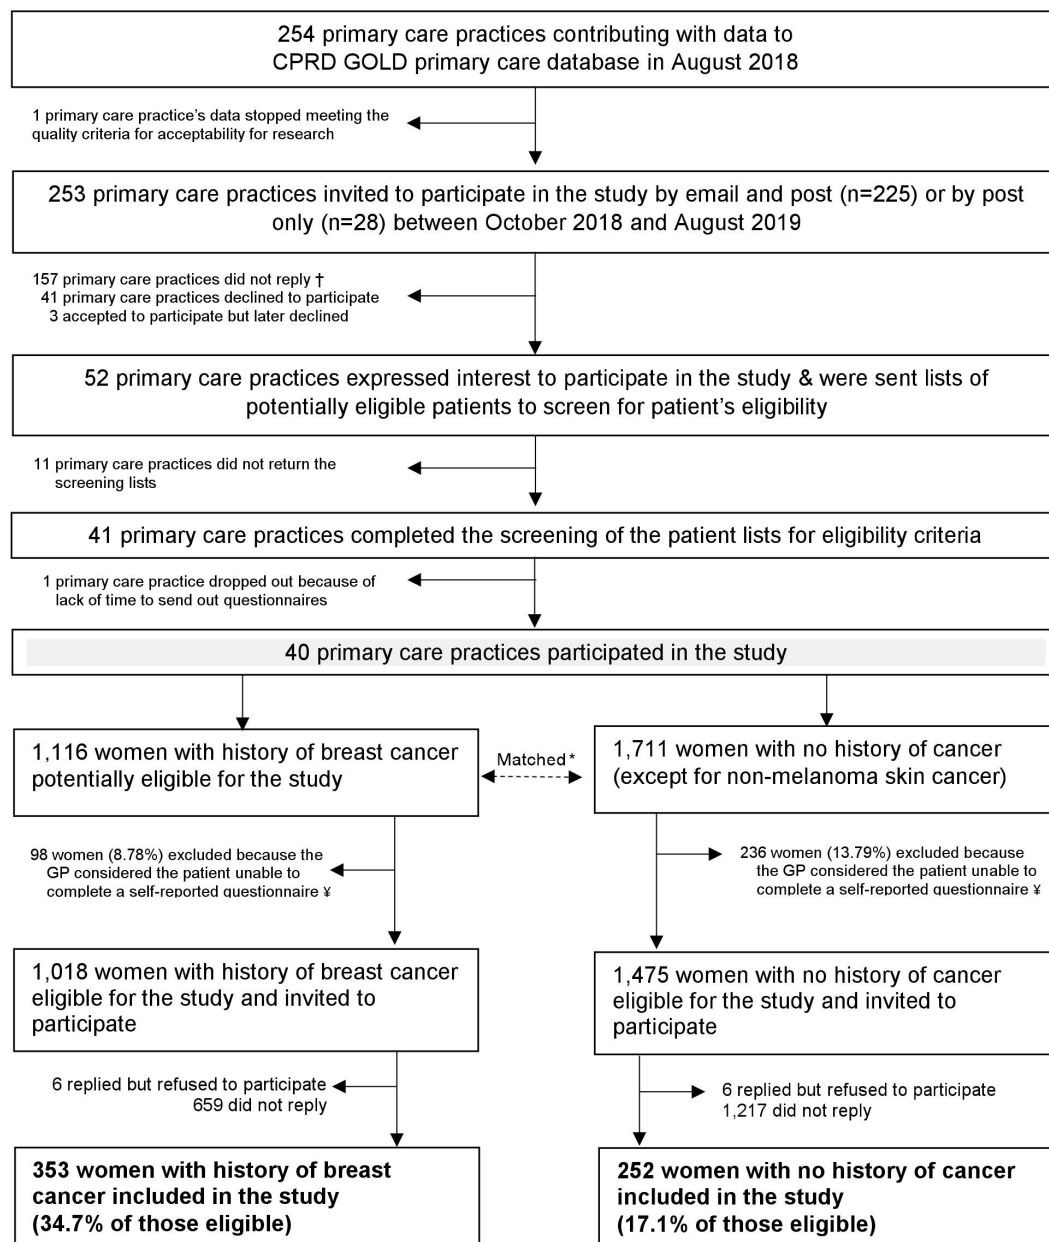 254 primary care practices contributing with data to
CPRD GOLD primary care database in August 2018
1 primary care practice's data stopped meeting the
quality criteria for acceptability for research
253 primary care practices invited to participate in the study by email and post (n=225) or by post
only (n=28) between October 2018 and August 2019
157 primary care practices did not reply †
41 primary care practices declined to participate
3 accepted to participate but later declined
52 primary care practices expressed interest to participate in the study & were sent lists of
potentially eligible patients to screen for patient's eligibility
11 primary care practices did not return the
screening lists
41 primary care practices completed the screening of the patient lists for eligibility criteria
1 primary care practice dropped out because of
lack of time to send out questionnaires
40 primary care practices participated in the study
1,116 women with history of breast cancer
potentially eligible for the study
Matched *
1,711 women with no history of cancer
(except for non-melanoma skin cancer)
98 women (8.78%) excluded because the
GP considered the patient unable to
complete a self-reported questionnaire ¥
236 women (13.79%) excluded because
the GP considered the patient unable to
complete a self-reported questionnaire ¥
1,018 women with history of breast cancer
eligible for the study and invited to
participate
1,475 women with no history of cancer
eligible for the study and invited to
participate
6 replied but refused to participate
659 did not reply
6 replied but refused to participate
1,217 did not reply
353 women with history of breast
cancer included in the study
(34.7% of those eligible)
252 women with no history of cancer
included in the study
(17.1% of those eligible)